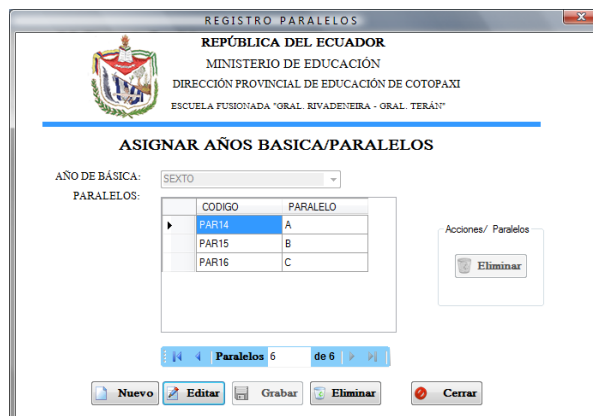 REGISTRO PARALELOS
REPÚBLICA DEL ECUADOR
MINISTERIO DE EDUCACIÓN
DIRECCIÓN PROVINCIAL DE EDUCACIÓN DE COTOPAXI
ESCUELA FUSIONADA "GRAL. RIVADENEIRA - GRAL. TERÁN"
ASIGNAR AÑOS BASICA/PARALELOS
AÑO DE BÁSICA: SEXTO
PARALELOS:
CODIGO PARALELO
PAR14 A
PAR15 B
PAR16 C
Acciones/ Paralelos
Eliminar
Paralelos 6 de 6
Nuevo Editar Grabar Eliminar Cerrar